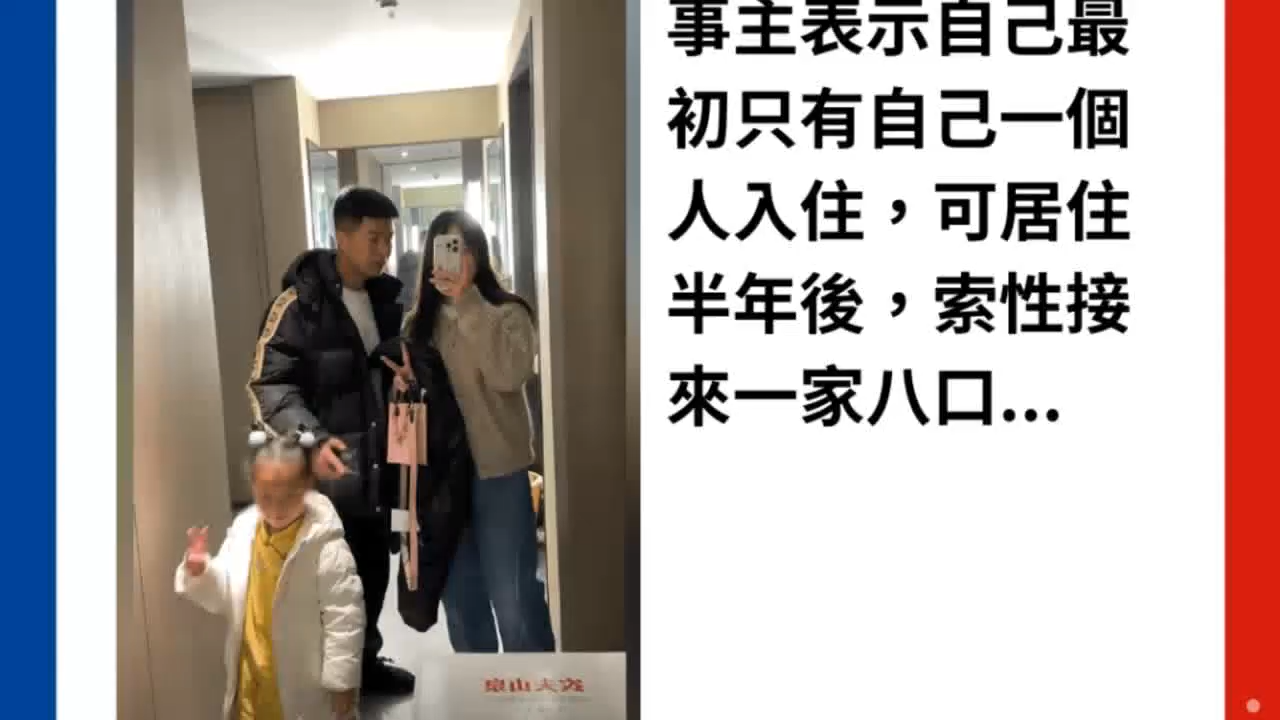 事主表示自己最
初只有自己一個
人入住，可居住
半年後，索性接
來一家八口...